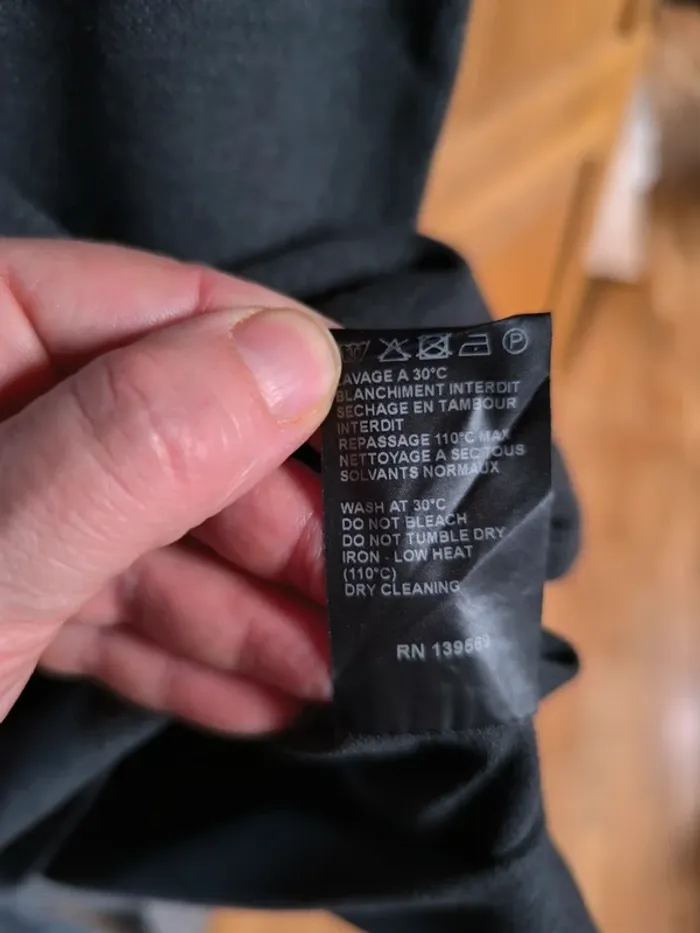 P
LAVAGE A 30°C
BLANCHIMENT INTERDIT
SECHAGE EN TAMBOUR
INTERDIT
REPASSAGE 110°C MAX
NETTOYAGE A SEC TOUS
SOLVANTS NORMAUX
WASH AT 30°C
DO NOT BLEACH
DO NOT TUMBLE DRY
IRON - LOW HEAT
(110°C)
DRY CLEANING
RN